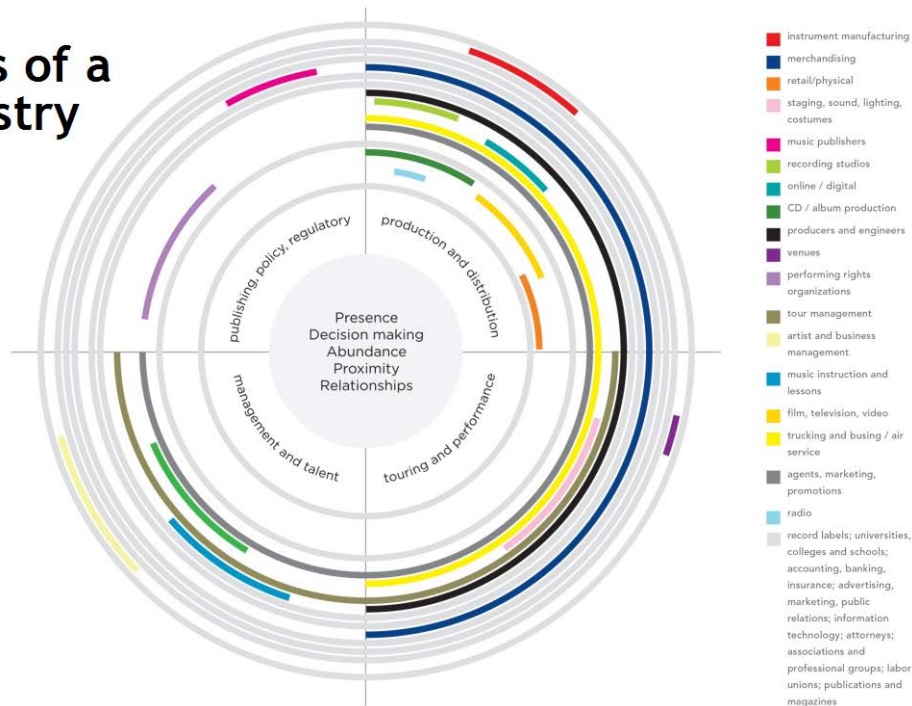 s of a
stry
publishing, policy, regulatory
production and distribution
Presence
Decision making
Abundance
Proximity
Relationships
management and talent
touring and performance
instrument manufacturing
merchandising
retail/physical
staging, sound, lighting,
costumes
music publishers
recording studios
online / digital
CD / album production
producers and engineers
venues
performing rights
organizations
tour management
artist and business
management
music instruction and
lessons
film, television, video
trucking and busing / air
service
agents, marketing,
promotions
radio
record labels; universities,
colleges and schools;
accounting, banking,
insurance; advertising,
marketing, public
relations; information
technology; attorneys;
associations and
professional groups; labor
unions; publications and
magazines